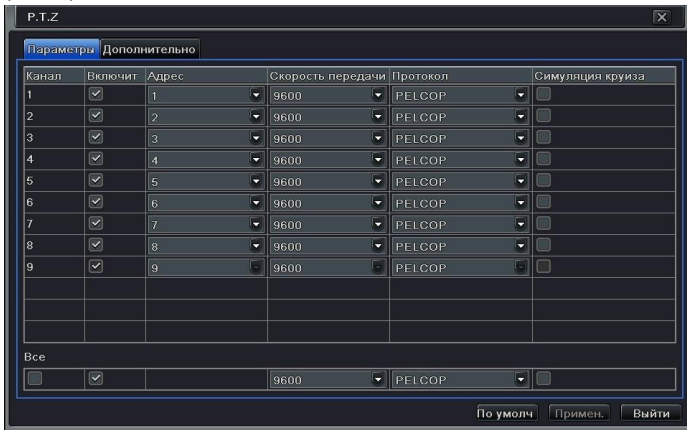 P.T.Z
Параметры Дополнительно
Канал Включит Адрес Скорость передачи Протокол Симуляция круиза
1 1 9600 PELCOP
2 2 9600 PELCOP
3 3 9600 PELCOP
4 4 9600 PELCOP
5 5 9600 PELCOP
6 6 9600 PELCOP
7 7 9600 PELCOP
8 8 9600 PELCOP
9 9 9600 PELCOP
Все
9600 PELCOP
По умолч Примен. Выйти